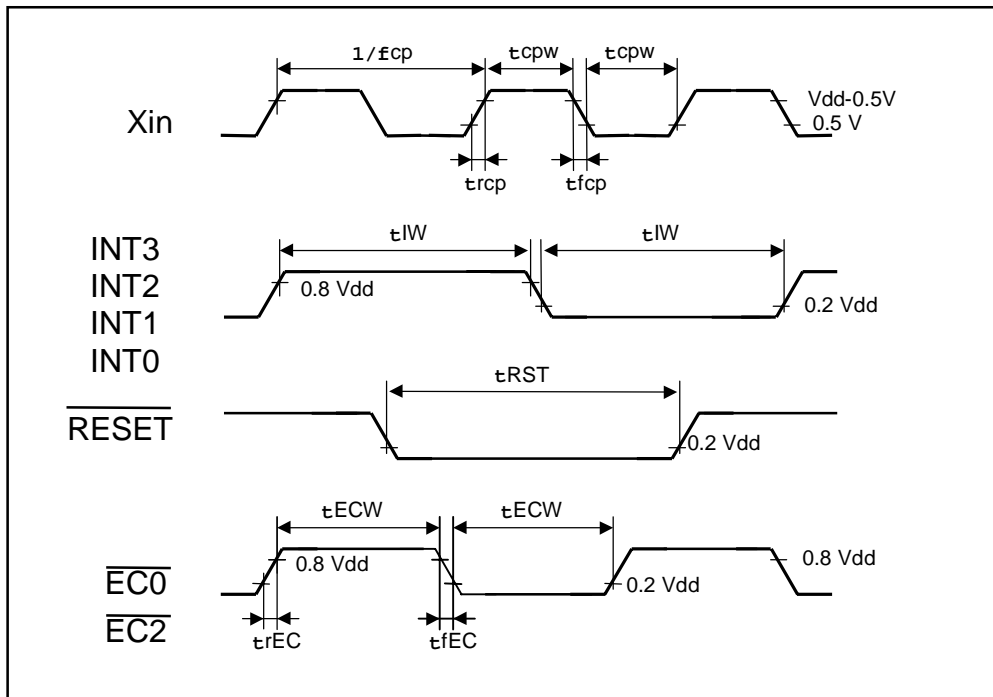 1/fcp tcpw tcpw
Xin
Vdd-0.5V
0.5 V
trcp tfcp
tIW tIW
INT3
INT2
INT1
INT0
0.8 Vdd
0.2 Vdd
tRST
RESET
0.2 Vdd
tECW tECW
0.8 Vdd
0.8 Vdd
EC0
0.2 Vdd
EC2
trEC tfEC